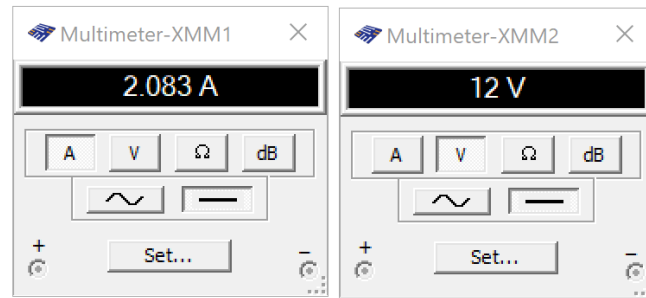 Multimeter-XMM1
2.083 A
A V Ω dB
+ Set... −
Multimeter-XMM2
12 V
A V Ω dB
+ Set... −